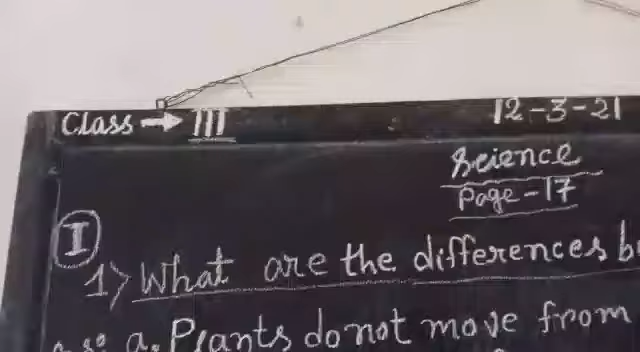 Class → III
12-3-21
Science
Page-17
I
1) What are the differences
a. Plants do not move from